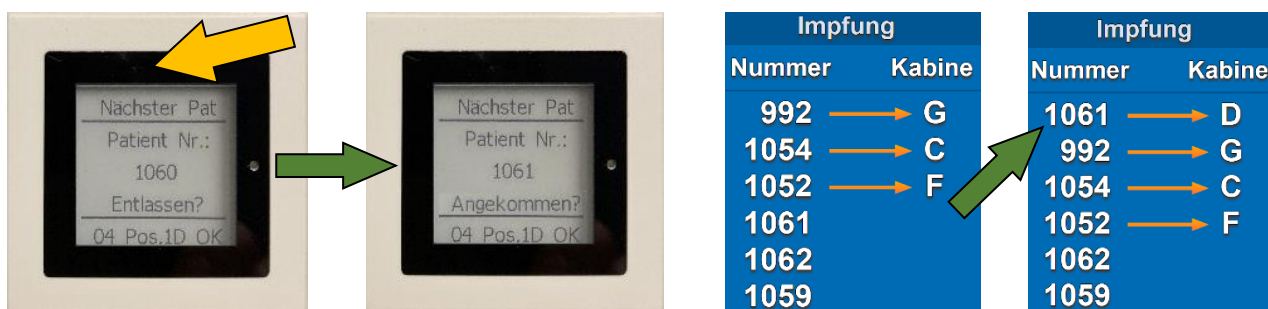 Nächster Pat
Patient Nr.:
1060
Entlassen?
04 Pos.1D OK
Nächster Pat
Patient Nr.:
1061
Angekommen?
04 Pos.1D OK
Impfung
Nummer Kabine
992 G
1054 C
1052 F
1061
1062
1059
Impfung
Nummer Kabine
1061 D
992 G
1054 C
1052 F
1062
1059